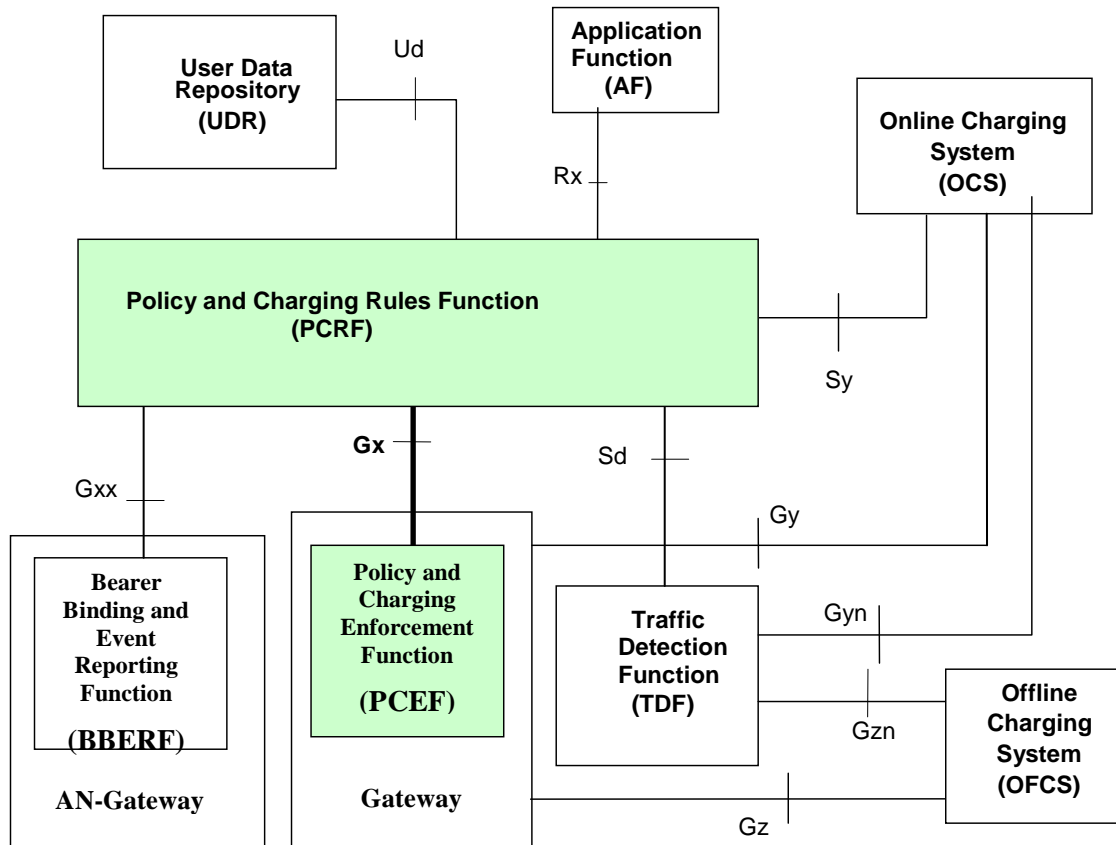 User Data
Repository
(UDR)
Ud
Application
Function
(AF)
Rx
Online Charging
System
(OCS)
Policy and Charging Rules Function
(PCRF)
Sy
Gxx
Gx
Sd
Gy
Bearer
Binding and
Event
Reporting
Function
(BBERF)
AN-Gateway
Policy and
Charging
Enforcement
Function
(PCEF)
Gateway
Traffic
Detection
Function
(TDF)
Gyn
Gzn
Gz
Offline
Charging
System
(OFCS)